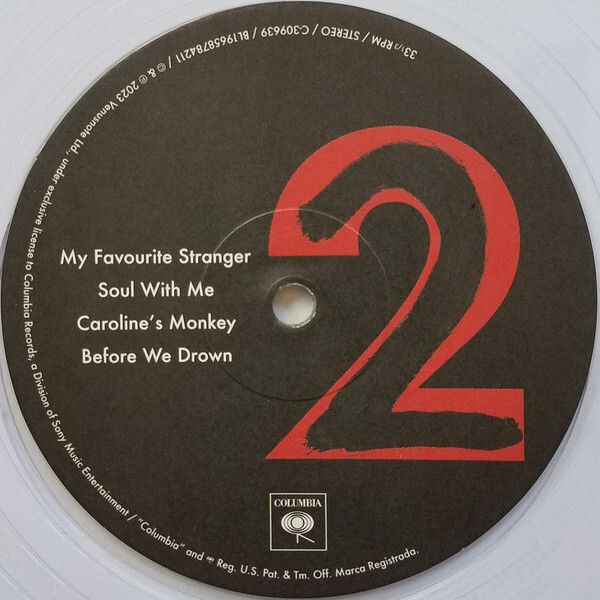 33 1/3 RPM / STEREO / C-309639 / BL19658784211 / © & ℗ 2023 Venusnote Ltd., under exclusive license to Columbia Records, a Division of Sony Music Entertainment / "Columbia" and Reg. U.S. Pat. & Tm. Off. Marca Registrada.
2
My Favourite Stranger
Soul With Me
Caroline's Monkey
Before We Drown
COLUMBIA